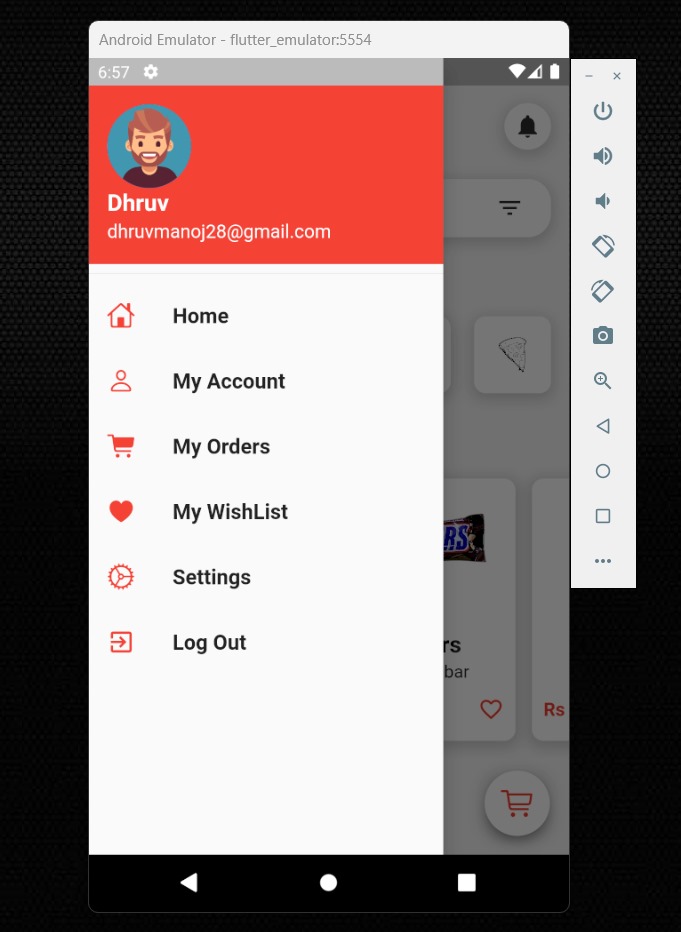 Android Emulator - flutter_emulator:5554
6:57
Dhruv
dhruvmanoj28@gmail.com
Home
My Account
My Orders
My WishList
Settings
Log Out
RS
rs
bar
Rs